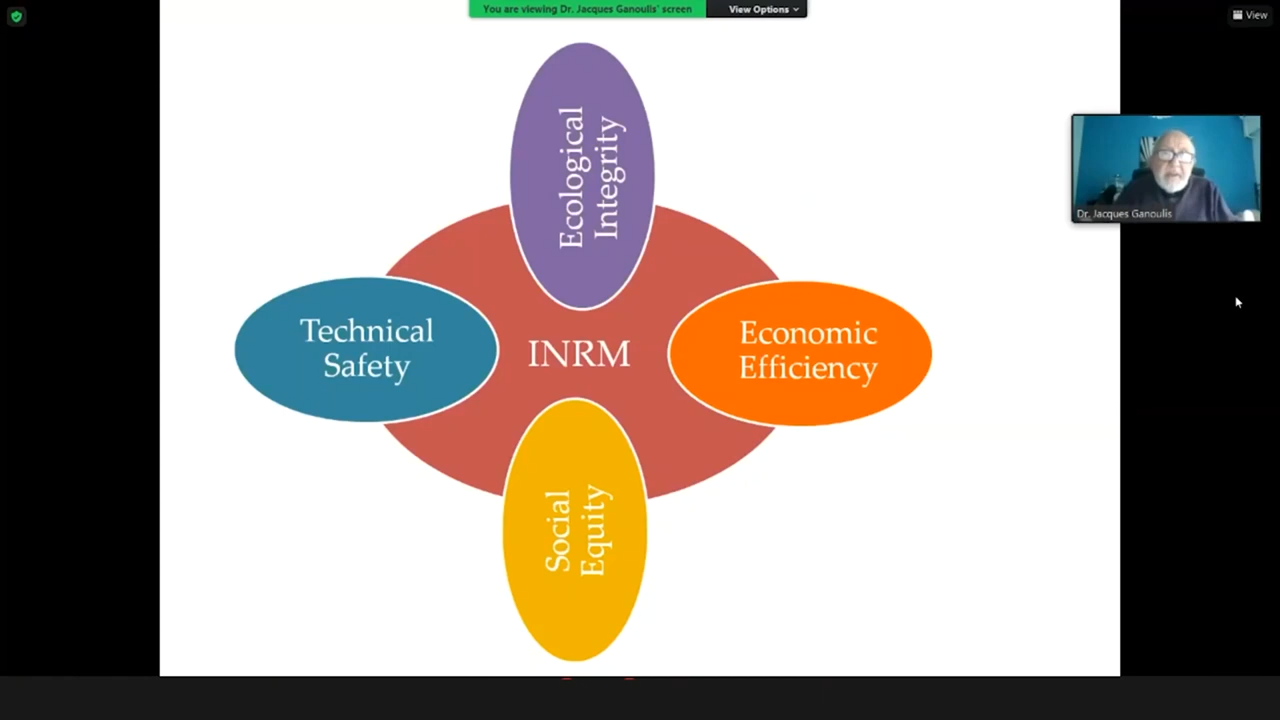 You are viewing Dr. Jacques Ganoulis' screen
View Options
View
Ecological
Integrity
Dr. Jacques Ganoulis
Technical
Safety
INRM
Economic
Efficiency
Social
Equity